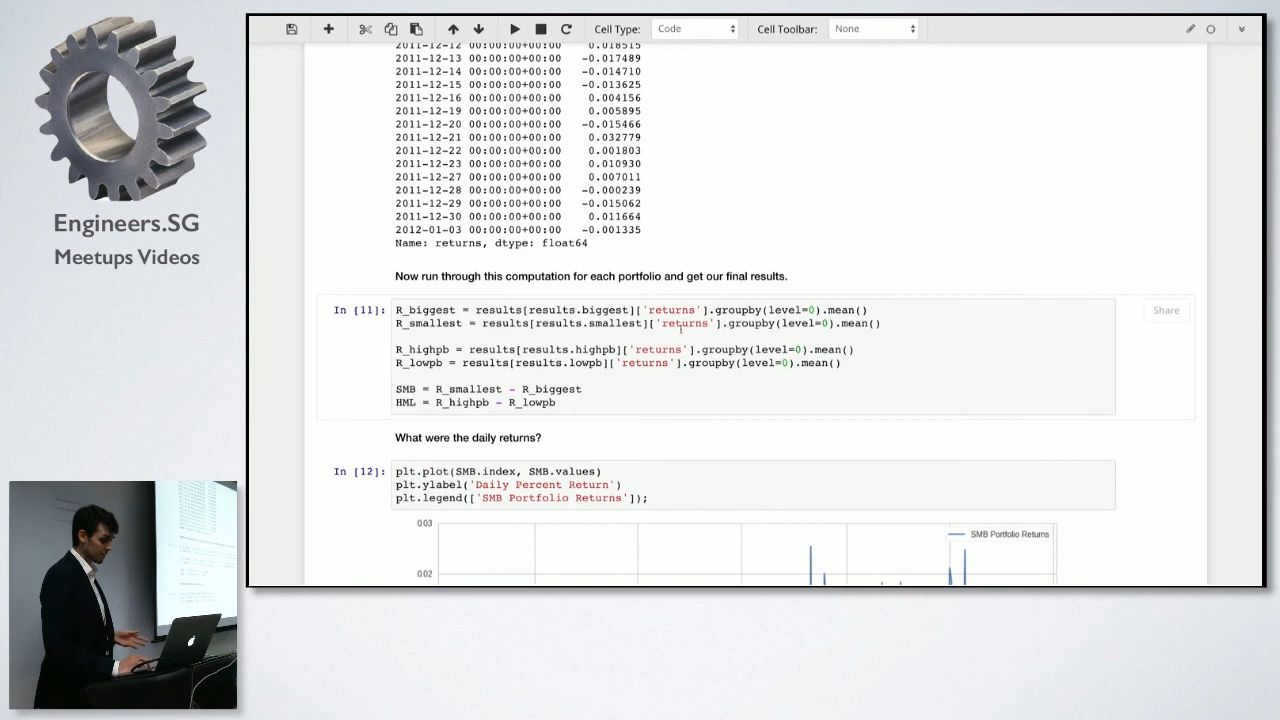 Cell Type: Code Cell Toolbar: None
2011-12-12 00:00:00+00:00 0.018515
2011-12-13 00:00:00+00:00 -0.017489
2011-12-14 00:00:00+00:00 -0.014710
2011-12-15 00:00:00+00:00 -0.013625
2011-12-16 00:00:00+00:00 0.004156
2011-12-19 00:00:00+00:00 0.005895
2011-12-20 00:00:00+00:00 -0.015466
2011-12-21 00:00:00+00:00 0.032779
2011-12-22 00:00:00+00:00 0.001803
2011-12-23 00:00:00+00:00 0.010930
2011-12-27 00:00:00+00:00 0.007011
2011-12-28 00:00:00+00:00 -0.000239
2011-12-29 00:00:00+00:00 -0.015062
2011-12-30 00:00:00+00:00 0.011664
2012-01-03 00:00:00+00:00 -0.001335
Name: returns, dtype: float64
Engineers.SG
Meetups Videos
Now run through this computation for each portfolio and get our final results.
In [11]:
R_biggest = results[results.biggest]['returns'].groupby(level=0).mean()
R_smallest = results[results.smallest]['returns'].groupby(level=0).mean()
R_highpb = results[results.highpb]['returns'].groupby(level=0).mean()
R_lowpb = results[results.lowpb]['returns'].groupby(level=0).mean()
SMB = R_smallest - R_biggest
HML = R_highpb - R_lowpb
Share
What were the daily returns?
In [12]:
plt.plot(SMB.index, SMB.values)
plt.ylabel('Daily Percent Return')
plt.legend(['SMB Portfolio Returns']);
0.03
SMB Portfolio Returns
0.02